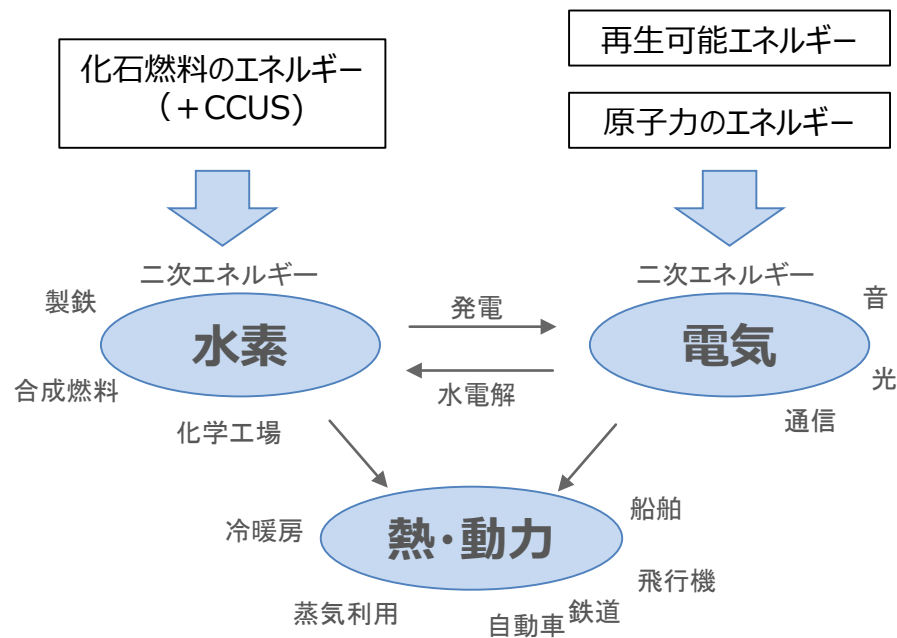 化石燃料のエネルギー
（＋CCUS）
再生可能エネルギー
原子力のエネルギー
二次エネルギー
製鉄
水素
合成燃料
化学工場
発電
水電解
二次エネルギー
音
電気
光
通信
熱・動力
冷暖房
蒸気利用
船舶
飛行機
鉄道
自動車